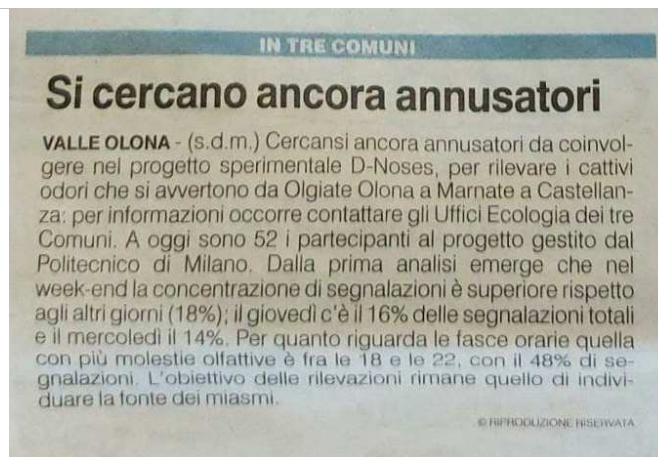 IN TRE COMUNI
Si cercano ancora annusatori
VALLE OLONA - (s.d.m.) Cercansi ancora annusatori da coinvol-
gere nel progetto sperimentale D-Noses, per rilevare i cattivi
odori che si avvertono da Olgiate Olona a Marnate a Castellan-
za: per informazioni occorre contattare gli Uffici Ecologia dei tre
Comuni. A oggi sono 52 i partecipanti al progetto gestito dal
Politecnico di Milano. Dalla prima analisi emerge che nel
week-end la concentrazione di segnalazioni è superiore rispetto
agli altri giorni (18%); il giovedì c'è il 16% delle segnalazioni totali
e il mercoledì il 14%. Per quanto riguarda le fasce orarie quella
con più molestie olfattive è fra le 18 e le 22, con il 48% di se-
gnalazioni. L'obiettivo delle rilevazioni rimane quello di indivi-
duare la fonte dei miasmi.
© RIPRODUZIONE RISERVATA